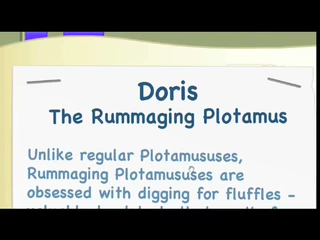 Doris
The Rummaging Plotamus
Unlike regular Plotamususes,
Rummaging Plotamususes are
obsessed with digging for fluffles –